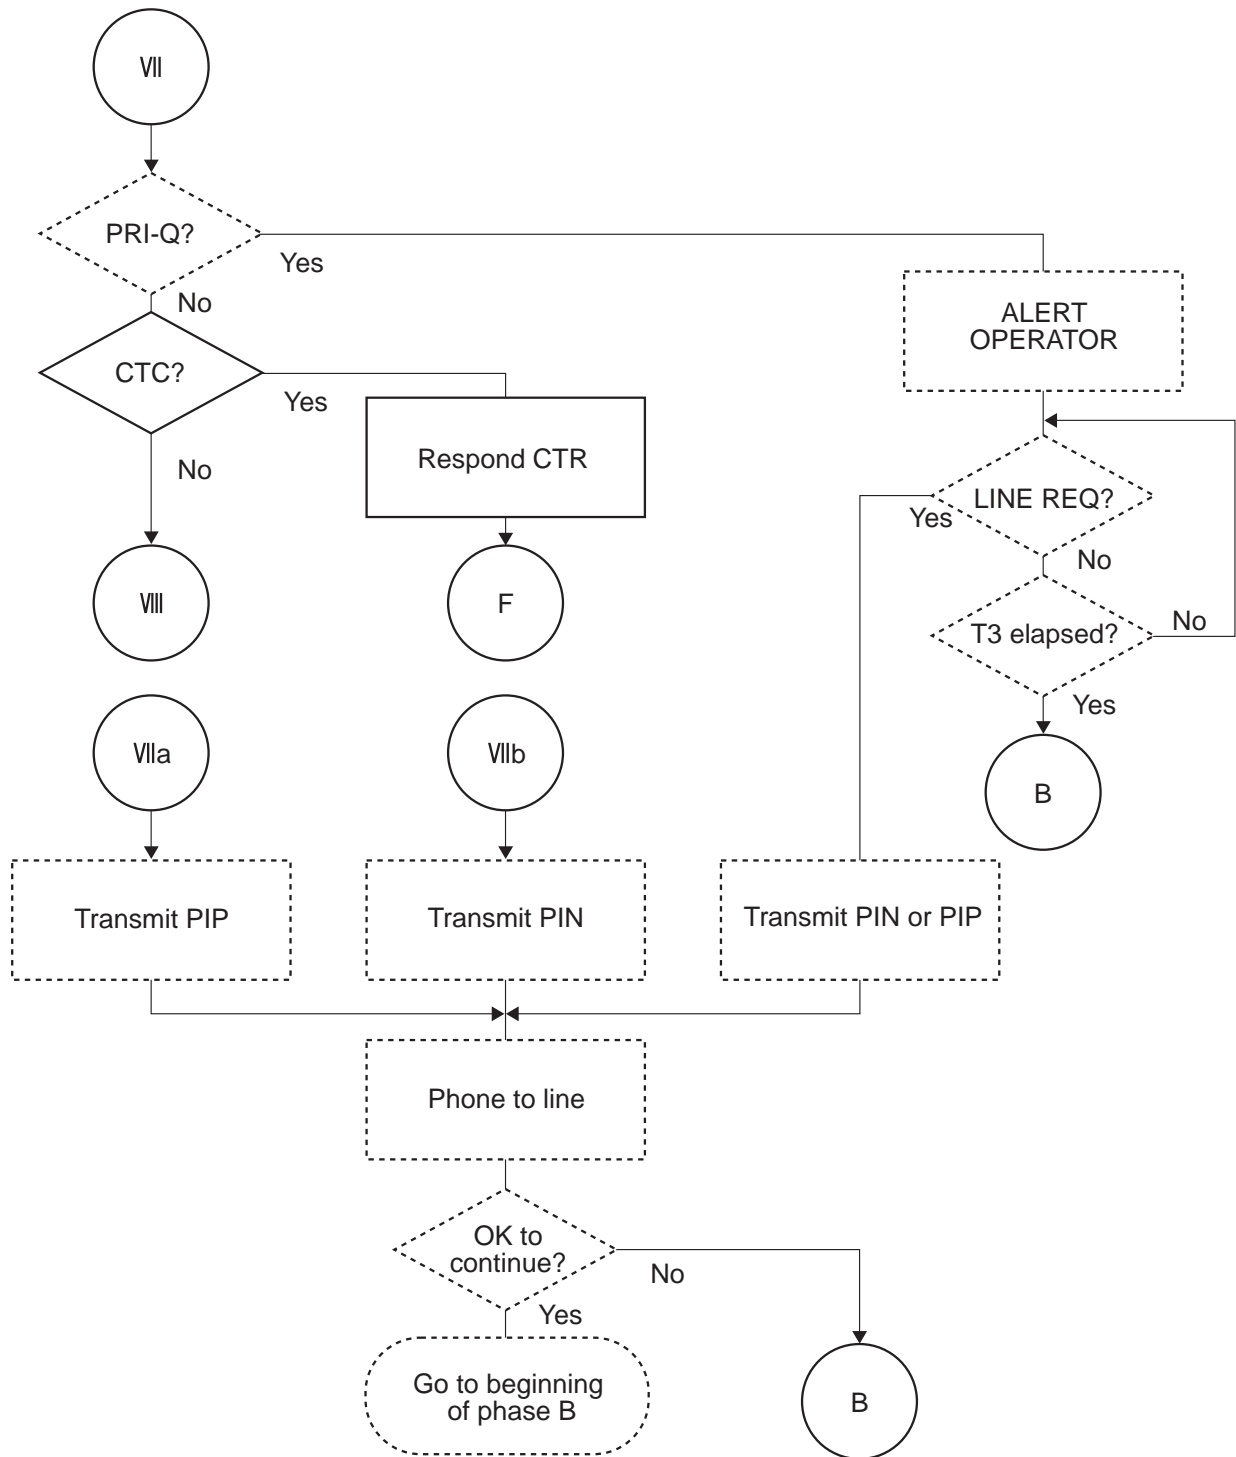 VII
PRI-Q?
Yes
No
ALERT
OPERATOR
CTC?
Yes
No
Respond CTR
LINE REQ?
Yes
No
VIII
F
T3 elapsed?
No
Yes
VIIa
VIIb
B
Transmit PIP
Transmit PIN
Transmit PIN or PIP
Phone to line
OK to
continue?
No
Yes
Go to beginning
of phase B
B